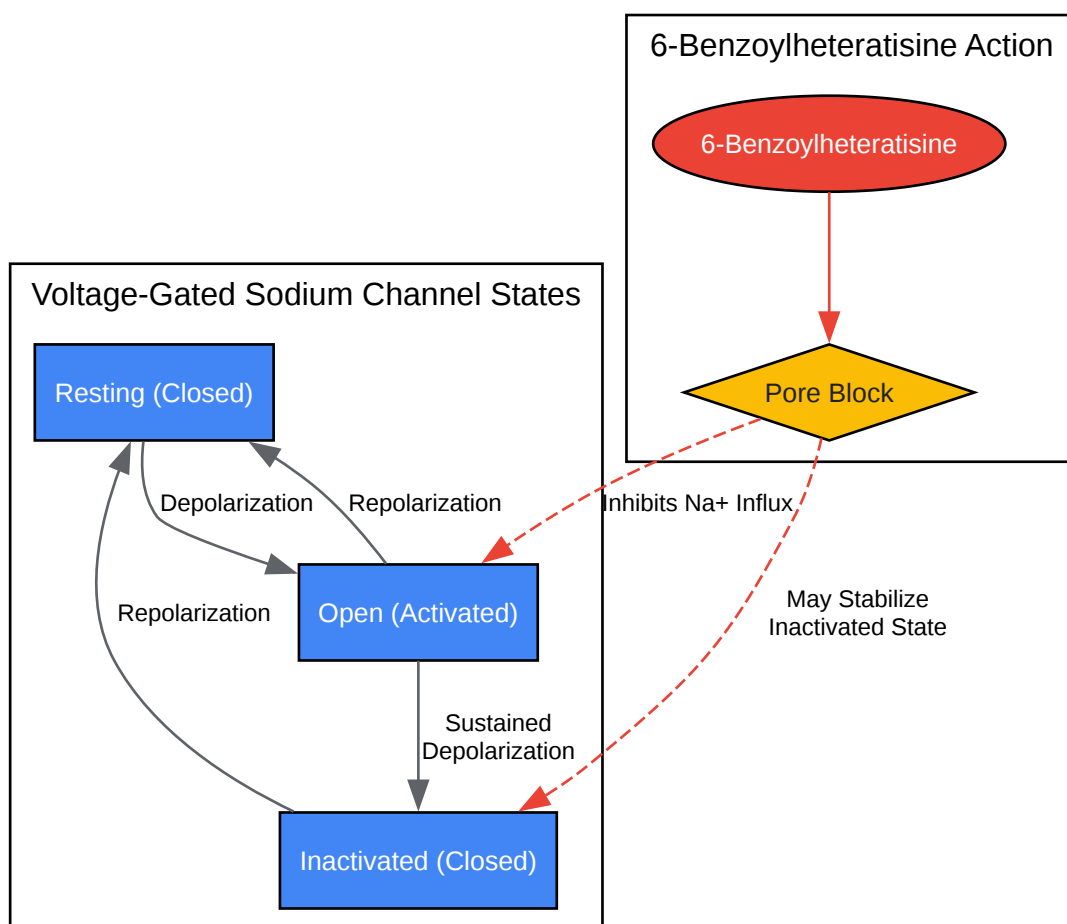 6-Benzoylheteratisine Action
6-Benzoylheteratisine
Voltage-Gated Sodium Channel States
Resting (Closed)
Pore Block
Depolarization
Repolarization
Inhibits Na+ Influx
Repolarization
Open (Activated)
May Stabilize
Inactivated State
Sustained
Depolarization
Inactivated (Closed)